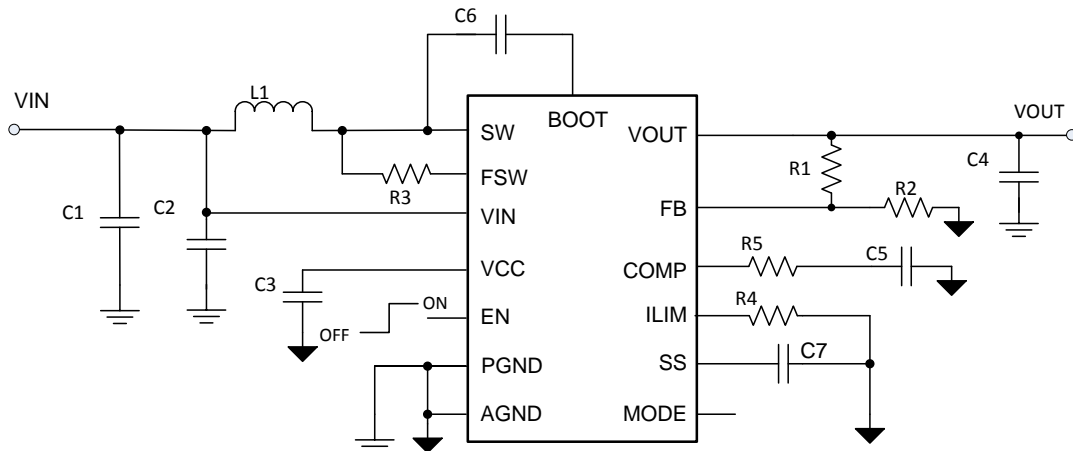 C6
VIN
L1
BOOT
VOUT
SW
VOUT
R1
C4
R3
FSW
R2
C1
C2
VIN
FB
R5
C5
VCC
COMP
C3
ON
R4
OFF
EN
ILIM
C7
PGND
SS
AGND
MODE